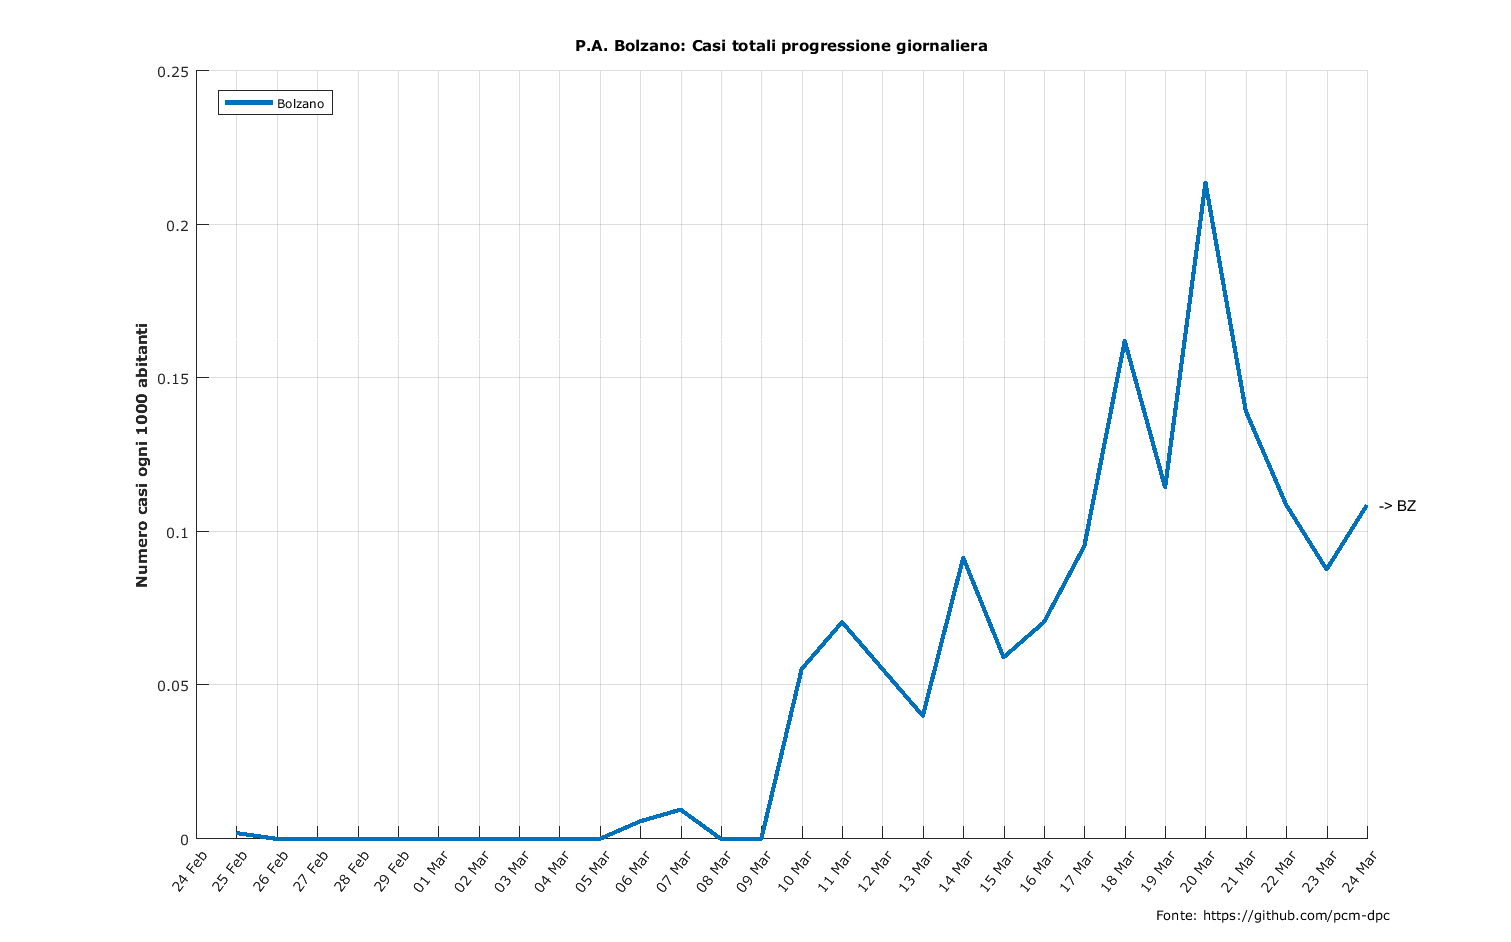 P.A. Bolzano: Casi totali progressione giornaliera
Bolzano
Numero casi ogni 1000 abitanti
0.25
0.2
0.15
0.1
0.05
0
-> BZ
24 Feb
25 Feb
26 Feb
27 Feb
28 Feb
29 Feb
01 Mar
02 Mar
03 Mar
04 Mar
05 Mar
06 Mar
07 Mar
08 Mar
09 Mar
10 Mar
11 Mar
12 Mar
13 Mar
14 Mar
15 Mar
16 Mar
17 Mar
18 Mar
19 Mar
20 Mar
21 Mar
22 Mar
23 Mar
24 Mar
Fonte: https://github.com/pcm-dpc